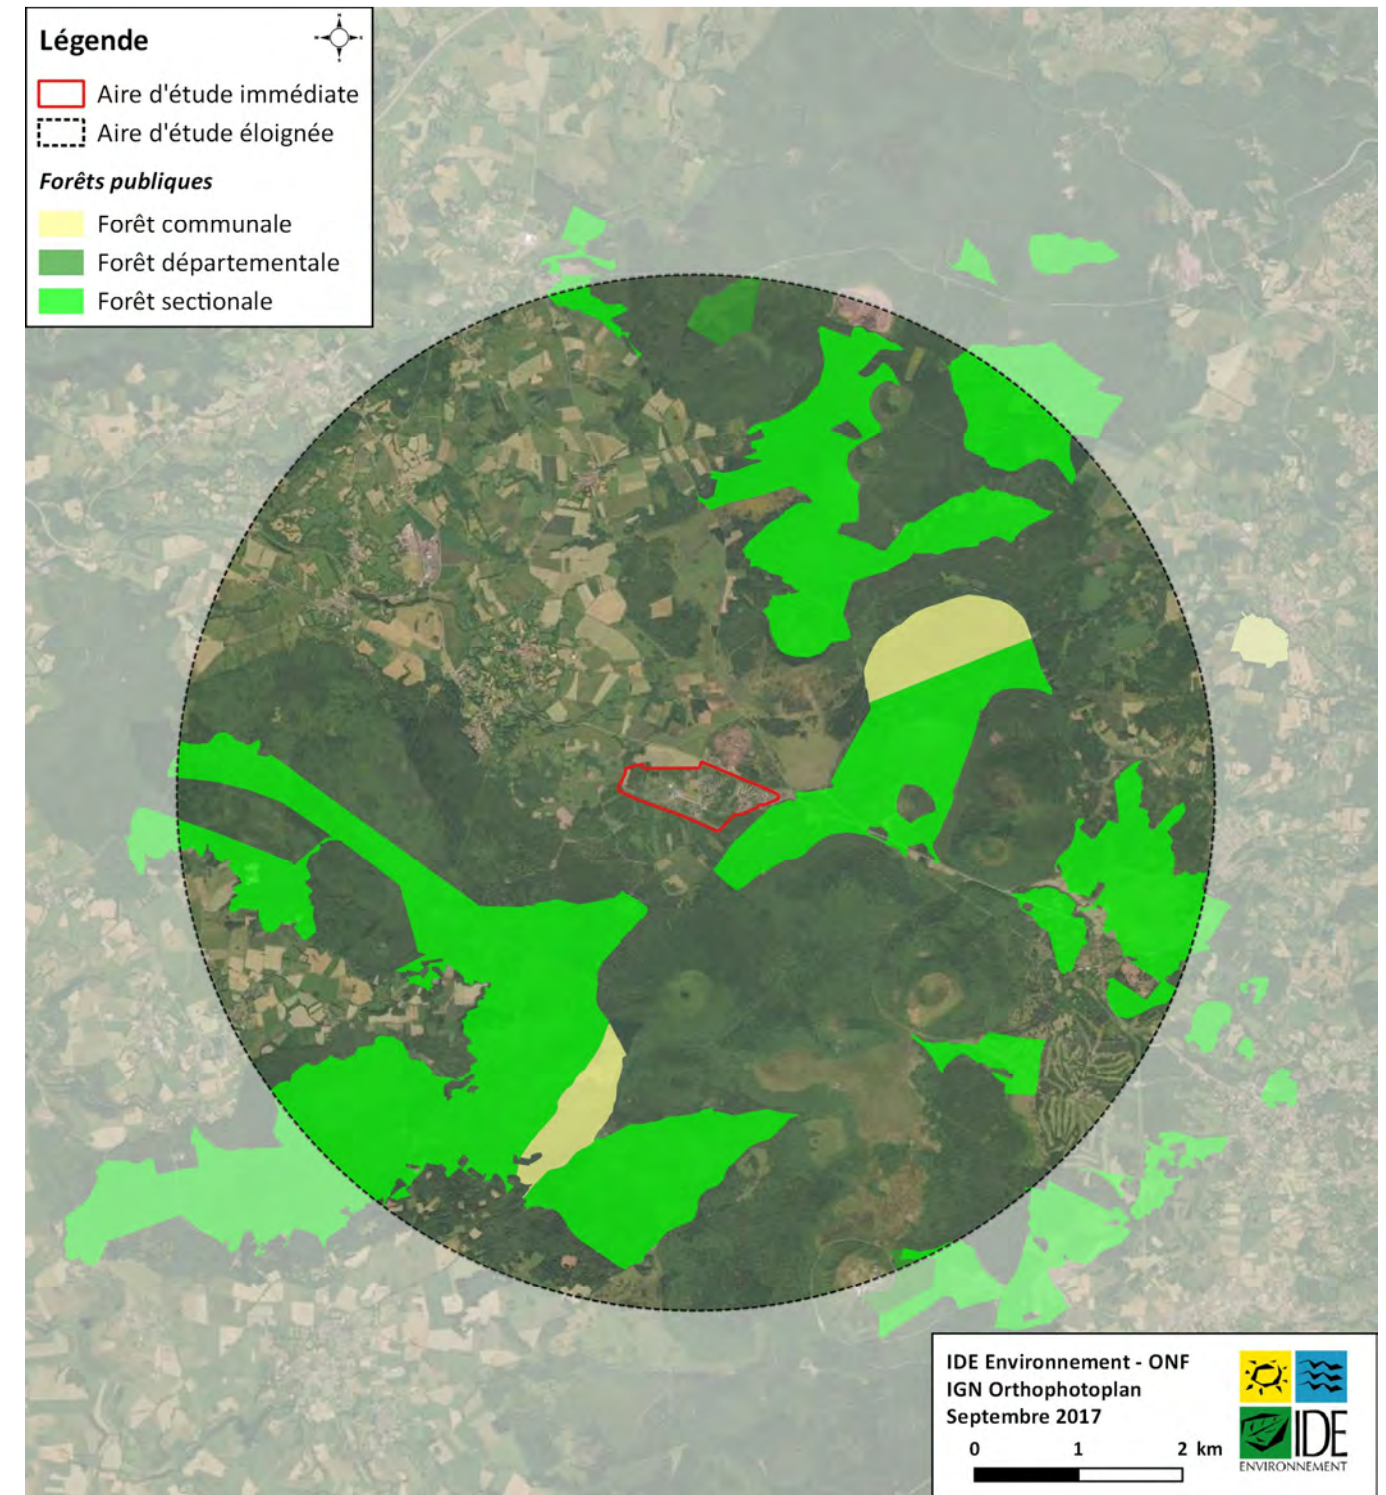 Légende
Aire d'étude immédiate
Aire d'étude éloignée
Forêts publiques
Forêt communale
Forêt départementale
Forêt sectionale
IDE Environnement - ONF
IGN Orthophotoplan
Septembre 2017
0 1 2 km
IDE
ENVIRONNEMENT